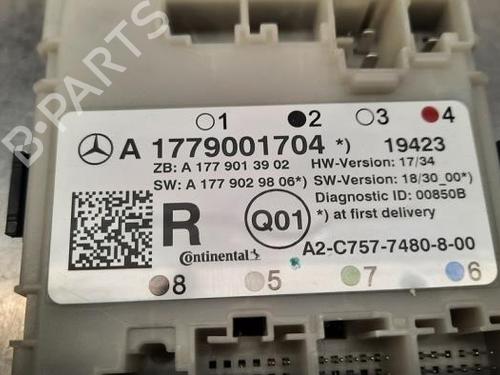 B-PARTS
1 2 3 4
A 1779001704 *) 19423
ZB: A 177 901 39 02 HW-Version: 17/34
SW: A 177 902 98 06*) SW-Version: 18/30_00*)
Diagnostic ID: 00850B
R Q01 *) at first delivery
Continental A2-C757-7480-8-00
8 5 7 6